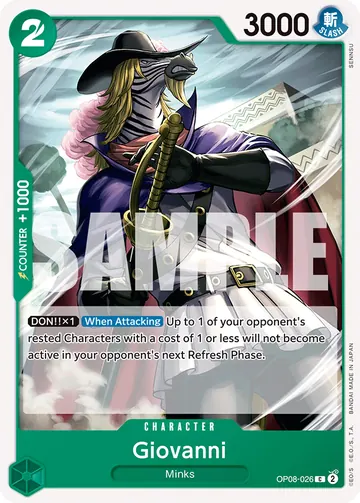 2
3000
斬
SLASH
SENNSU
COUNTER +1000
SAMPLE
DON!!×1 When Attacking Up to 1 of your opponent's
rested Characters with a cost of 1 or less will not become
active in your opponent's next Refresh Phase.
CHARACTER
Giovanni
Minks
OP08-026 C 2
©E.O./S. ©E.O./S., T.A. BANDAI MADE IN JAPAN